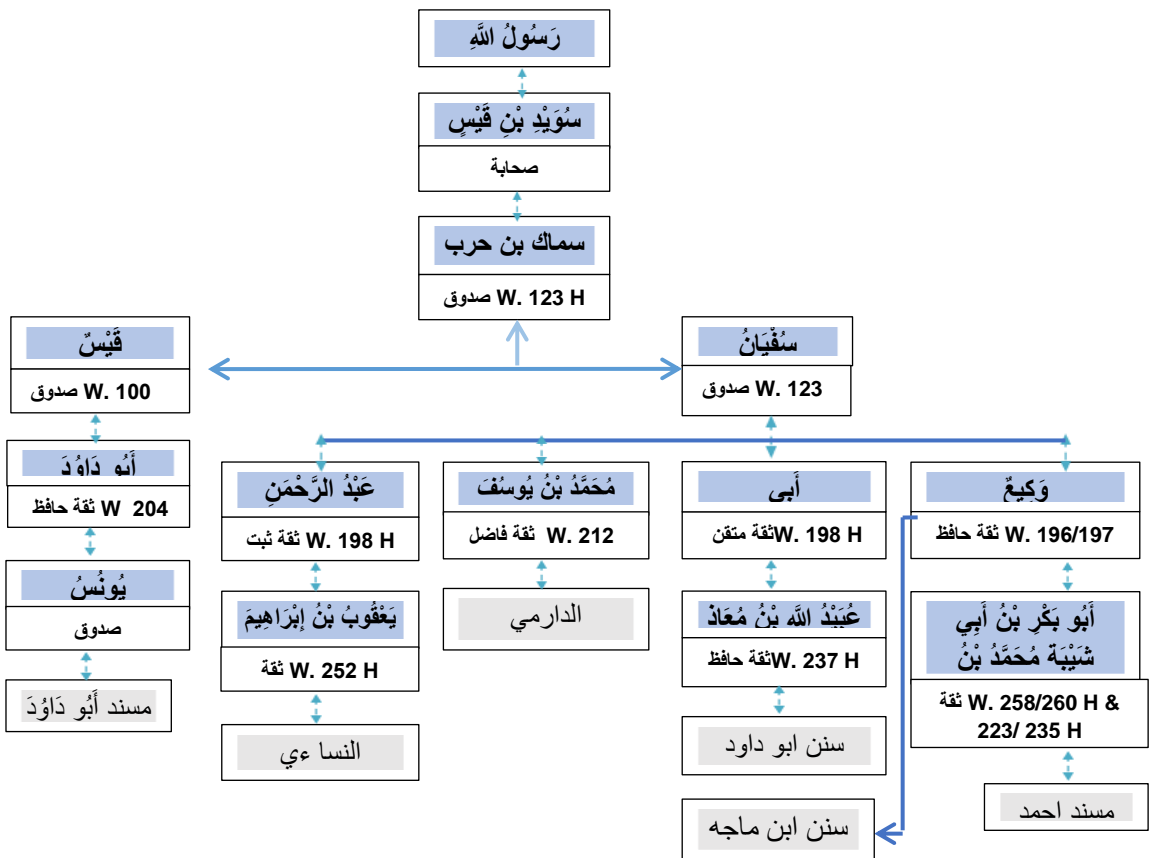 رَسُولُ اللَّهِ
سُوَيْدِ بْنِ قَيْسٍ
صحابة
سماك بن حرب
W. 123 H صدوق
قَيْسٌ
W. 100 صدوق
سُفْيَانُ
W. 123 صدوق
أَبُو دَاوُدَ
W 204 ثقة حافظ
يُونُسُ
صدوق
مسند أَبُو دَاوُدَ
عَبْدُ الرَّحْمَنِ
W. 198 H ثقة ثبت
يَعْقُوبُ بْنُ إِبْرَاهِيمَ
W. 252 H ثقة
النسا ءي
مُحَمَّدُ بْنُ يُوسُفَ
W. 212 ثقة فاضل
الدارمي
أَبِي
W. 198 Hثقة متقن
عُبَيْدُ اللَّه بْنُ مُعَاذ
W. 237 Hثقة حافظ
سنن ابو داود
سنن ابن ماجه
وَكِيعٌ
W. 196/197 ثقة حافظ
أَبُو بَكْرِ بْنُ أَبِي
شَيْبَة مُحَمَّدُ بْنُ
W. 258/260 H & ثقة
223/ 235 H
مسند احمد